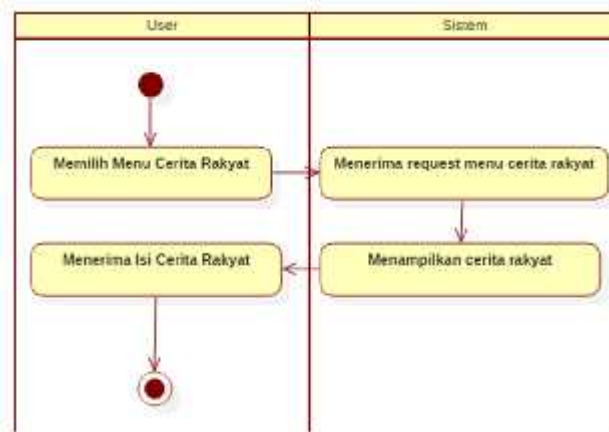 User
Sistem
Memilih Menu Cerita Rakyat
Menerima request menu cerita rakyat
Menerima Isi Cerita Rakyat
Menampilkan cerita rakyat